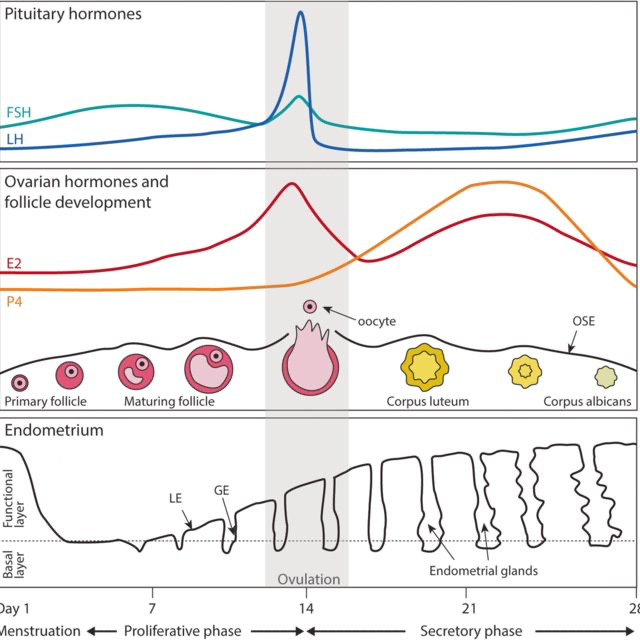 Pituitary hormones
FSH
LH
Ovarian hormones and
follicle development
E2
P4
oocyte
OSE
Primary follicle
Maturing follicle
Corpus luteum
Corpus albicans
Endometrium
Functional
layer
LE
GE
Basal
layer
Endometrial glands
Ovulation
Day 1
7
14
21
28
Menstruation
Proliferative phase
Secretory phase